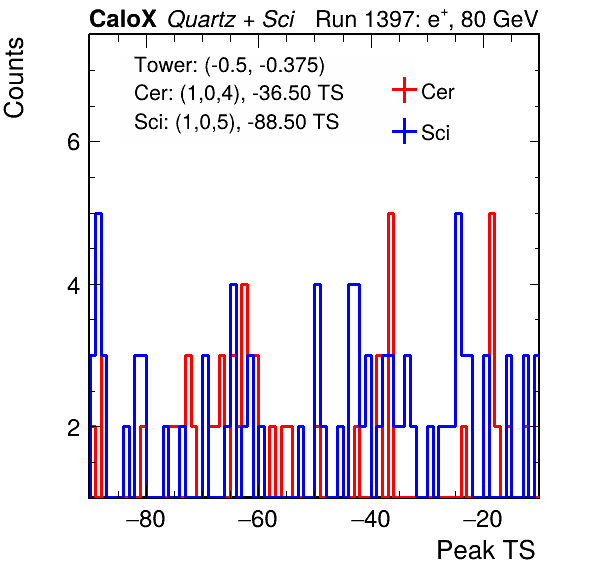 CaloX Quartz + Sci Run 1397: e⁺, 80 GeV
Counts
Tower: (-0.5, -0.375)
Cer: (1,0,4), -36.50 TS
Sci: (1,0,5), -88.50 TS
Cer
Sci
6
4
2
−80 −60 −40 −20
Peak TS